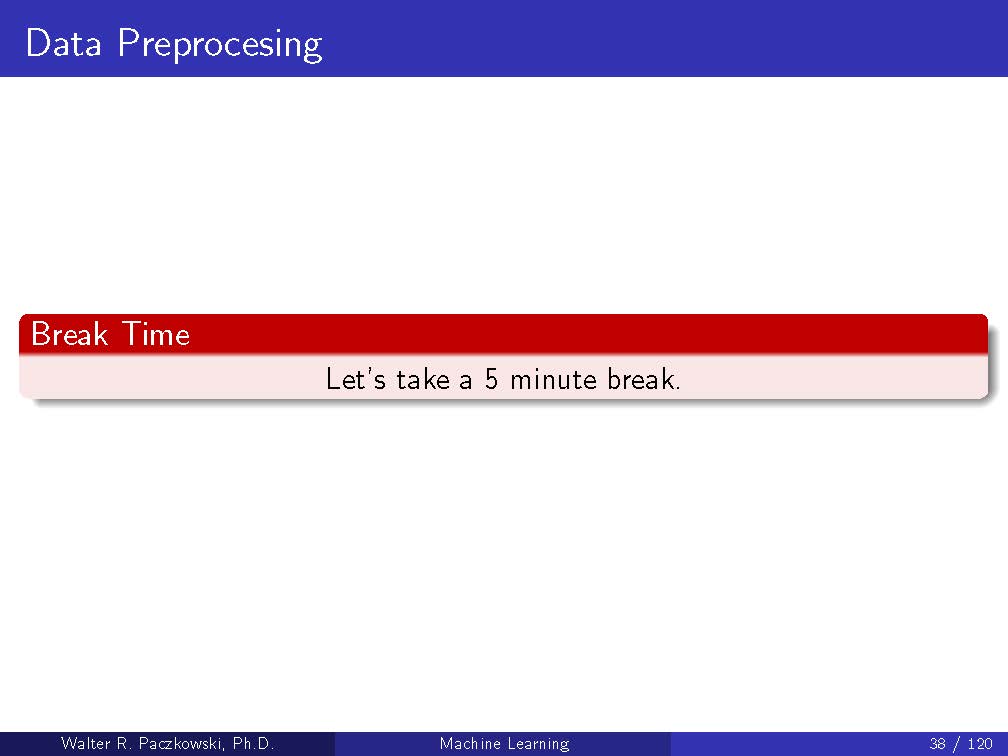 Data Preprocesing
Break Time
Let's take a 5 minute break.
Walter R. Paczkowski, Ph.D. Machine Learning 38 / 120